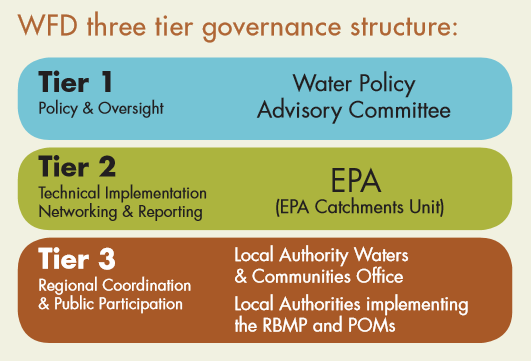 WFD three tier governance structure:
Tier 1
Policy & Oversight
Water Policy
Advisory Committee
Tier 2
Technical Implementation
Networking & Reporting
EPA
(EPA Catchments Unit)
Tier 3
Regional Coordination
& Public Participation
Local Authority Waters
& Communities Office
Local Authorities implementing
the RBMP and POMs